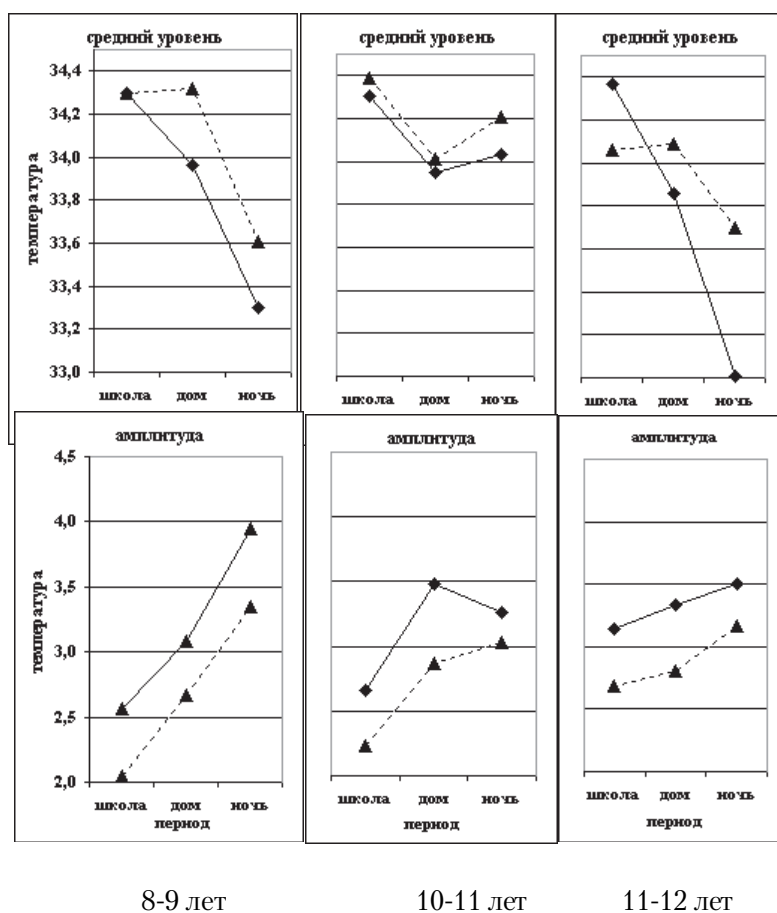 средний уровень
средний уровень
средний уровень
34,4
34,2
34,0
33,8
33,6
33,4
33,2
33,0
температура
школа дом ночь
школа дом ночь
школа дом ночь
амплитуда
амплитуда
амплитуда
4,5
4,0
3,5
3,0
2,5
2,0
температура
школа дом ночь
школа дом ночь
школа дом ночь
период
период
период
8-9 лет
10-11 лет
11-12 лет